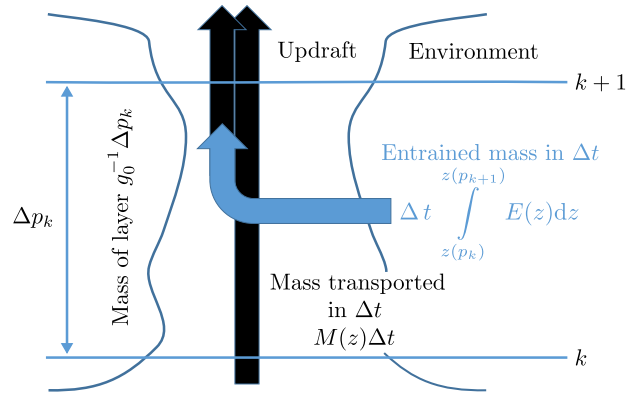 Updraft
Environment
k + 1
Entrained mass in Δt
z(p_{k+1})
Δ t ∫ E(z)dz
z(p_k)
Δp_k
Mass of layer g_0^{−1}Δp_k
Mass transported
in Δt
M(z)Δt
k